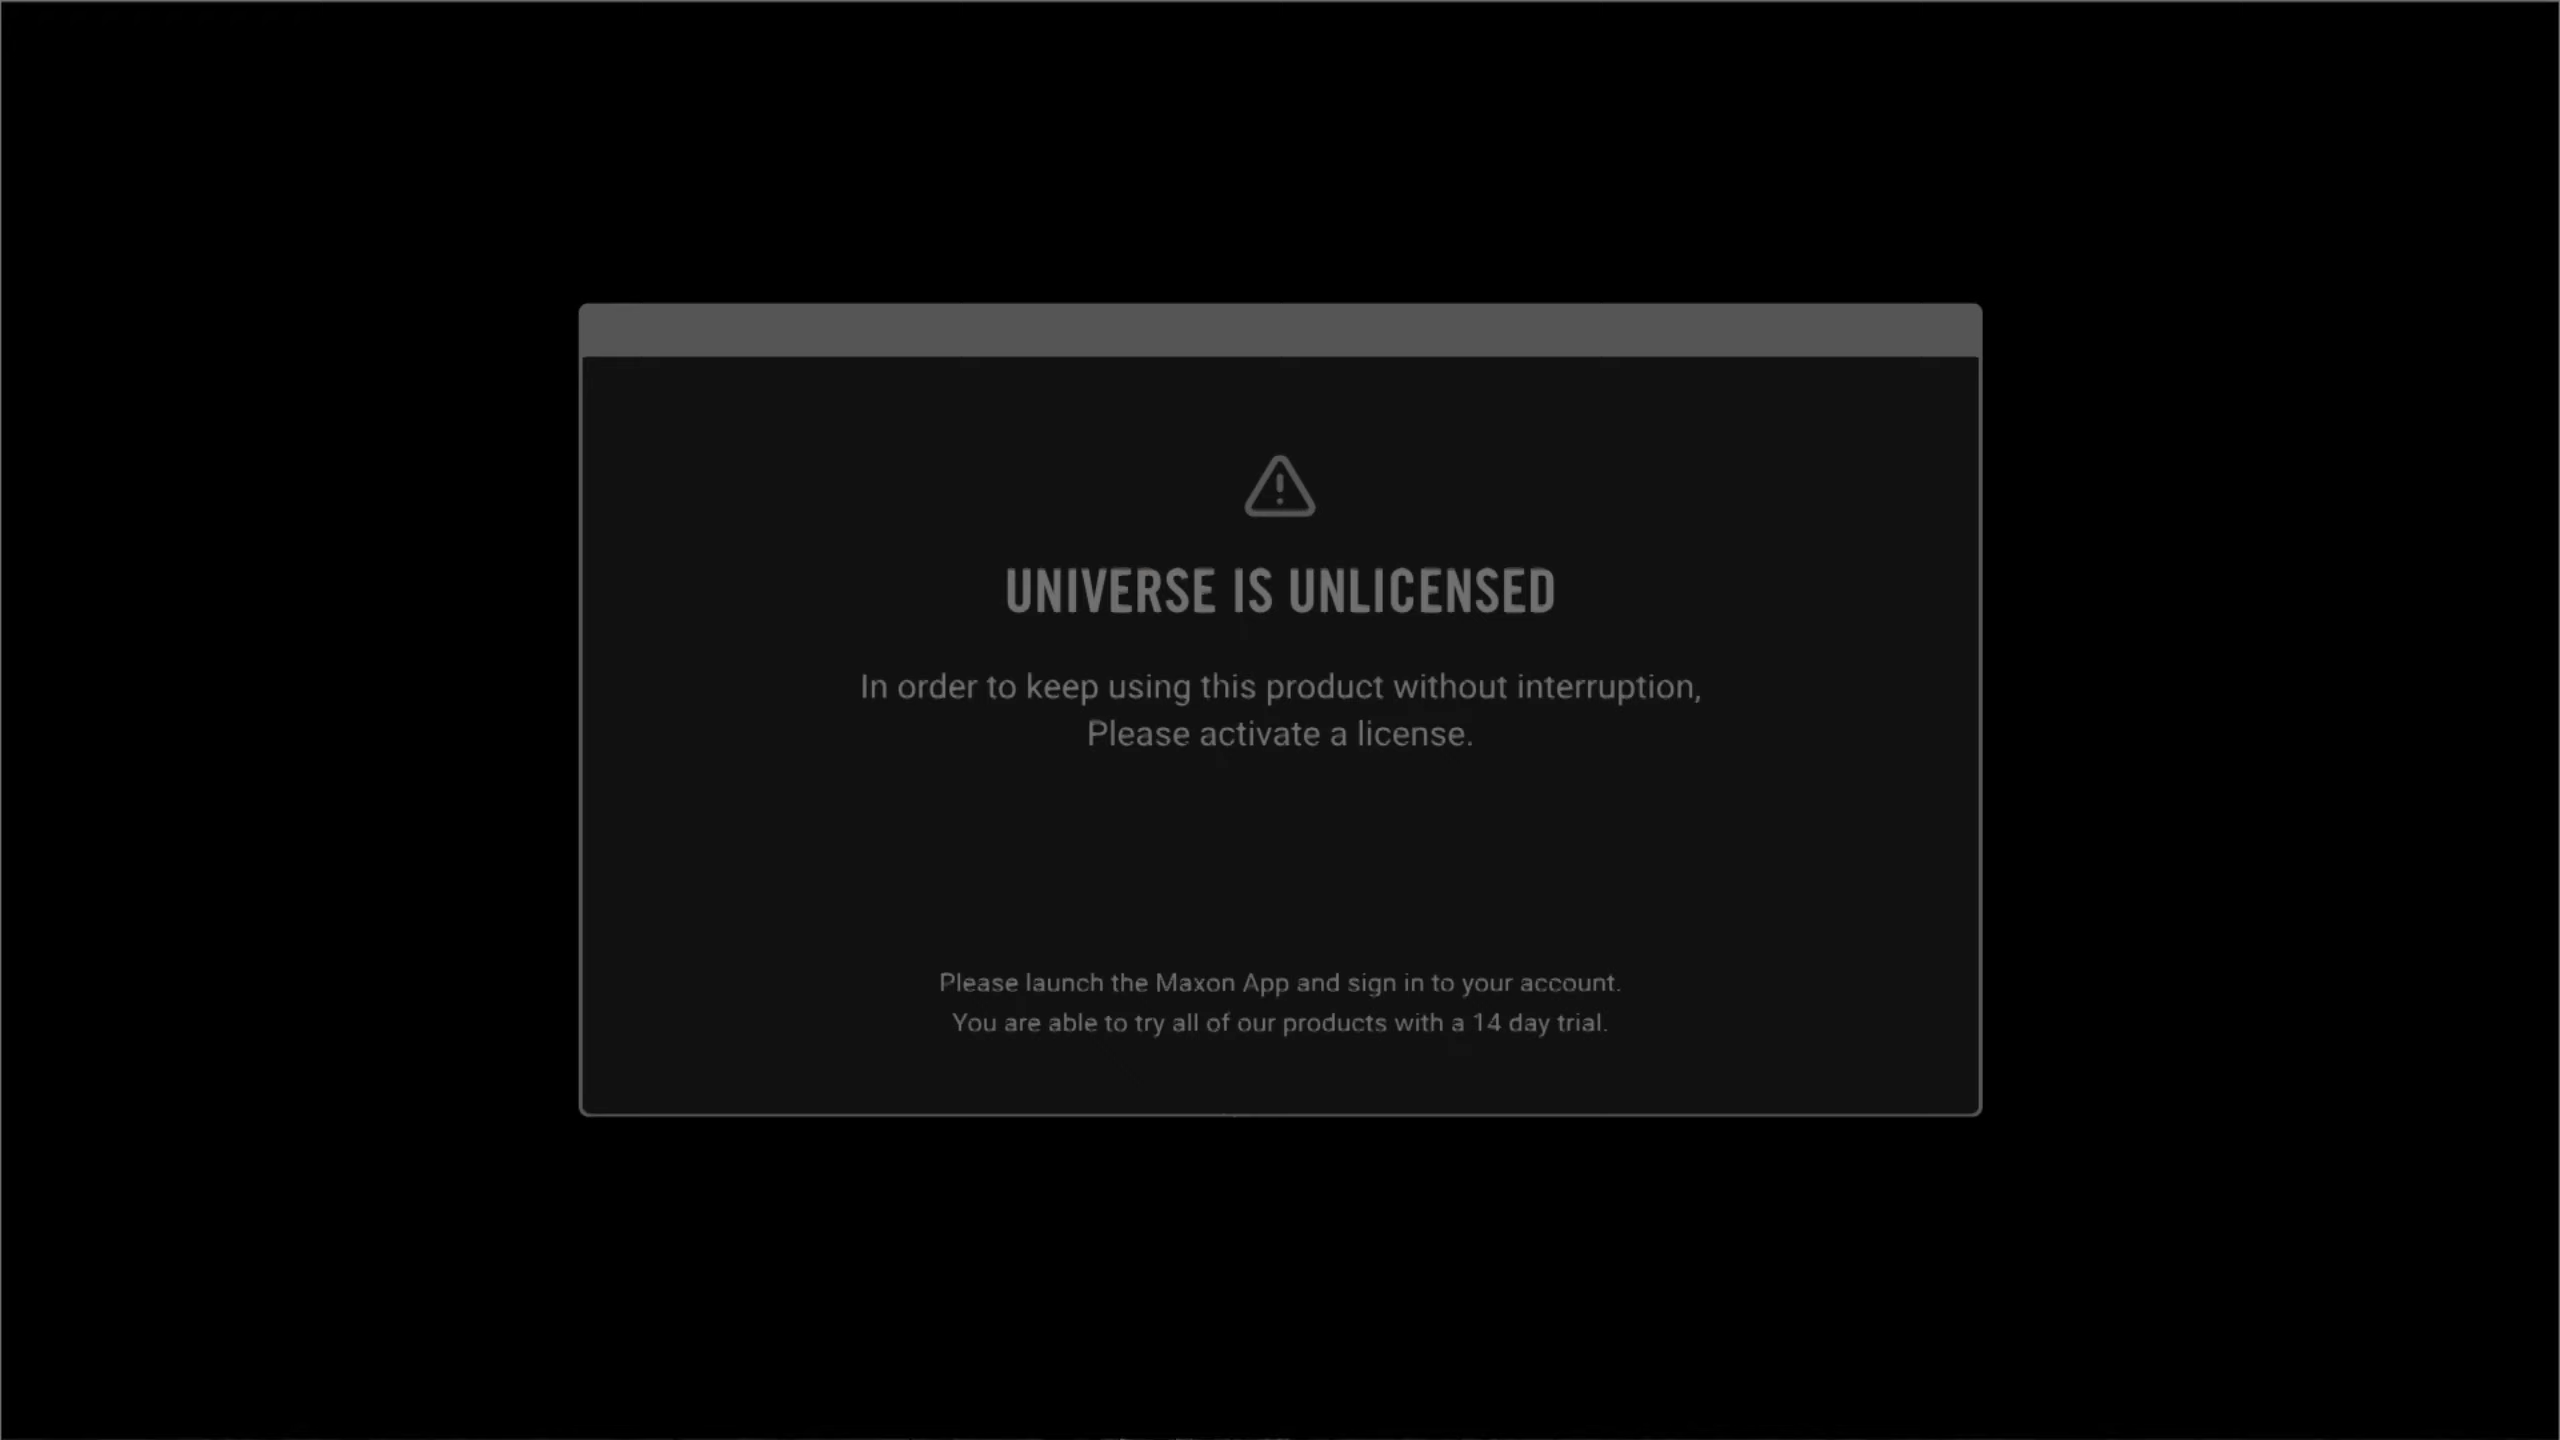 UNIVERSE IS UNLICENSED
In order to keep using this product without interruption,
Please activate a license.
Please launch the Maxon App and sign in to your account.
You are able to try all of our products with a 14 day trial.